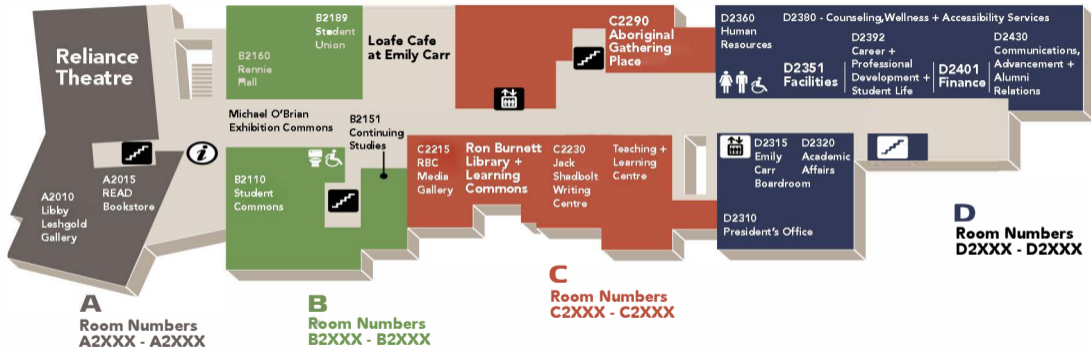 Reliance
Theatre
A2010
Libby
Leshgold
Gallery
A2015
READ
Bookstore
B2160
Rennie
Hall
B2189
Student
Union
Loafe Cafe
at Emily Carr
Michael O'Brian
Exhibition Commons
B2151
Continuing
Studies
B2110
Student
Commons
C2290
Aboriginal
Gathering
Place
C2215
RBC
Media
Gallery
Ron Burnett
Library +
Learning
Commons
C2230
Jack
Shadbolt
Writing
Centre
Teaching +
Learning
Centre
D2360
Human
Resources
D2380 - Counseling,Wellness + Accessibility Services
D2351
Facilities
D2392
Career +
Professional
Development +
Student Life
D2401
Finance
D2430
Communications,
Advancement +
Alumni
Relations
D2315
Emily
Carr
Boardroom
D2320
Academic
Affairs
D2310
President's Office
A
Room Numbers
A2XXX - A2XXX
B
Room Numbers
B2XXX - B2XXX
C
Room Numbers
C2XXX - C2XXX
D
Room Numbers
D2XXX - D2XXX